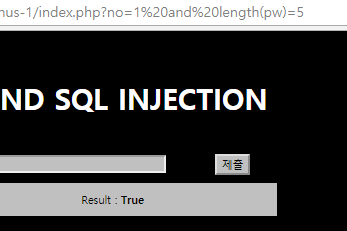 nus-1/index.php?no=1%20and%20length(pw)=5
ND SQL INJECTION
제출
Result : True